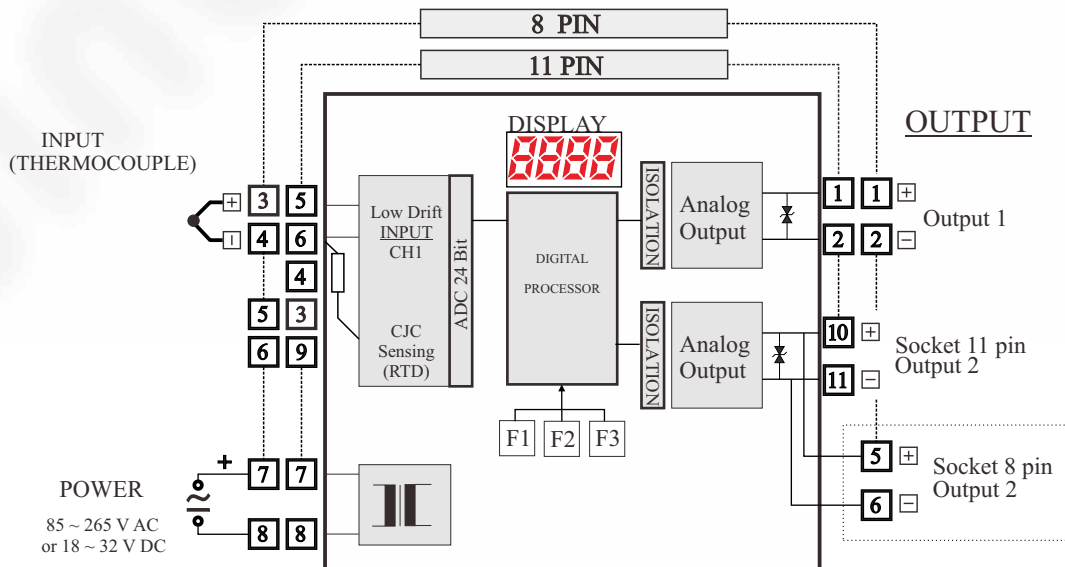 8 PIN
11 PIN
INPUT
(THERMOCOUPLE)
DISPLAY
8888
OUTPUT
+ 3 5
− 4 6
4
5 3
6 9
Low Drift
INPUT
CH1
CJC
Sensing
(RTD)
ADC 24 Bit
DIGITAL
PROCESSOR
ISOLATION
Analog
Output
1 1 +
2 2 −
Output 1
ISOLATION
Analog
Output
10 +
11 −
Socket 11 pin
Output 2
F1 F2 F3
5 +
6 −
Socket 8 pin
Output 2
POWER
85 ~ 265 V AC
or 18 ~ 32 V DC
+
~
7 7
8 8